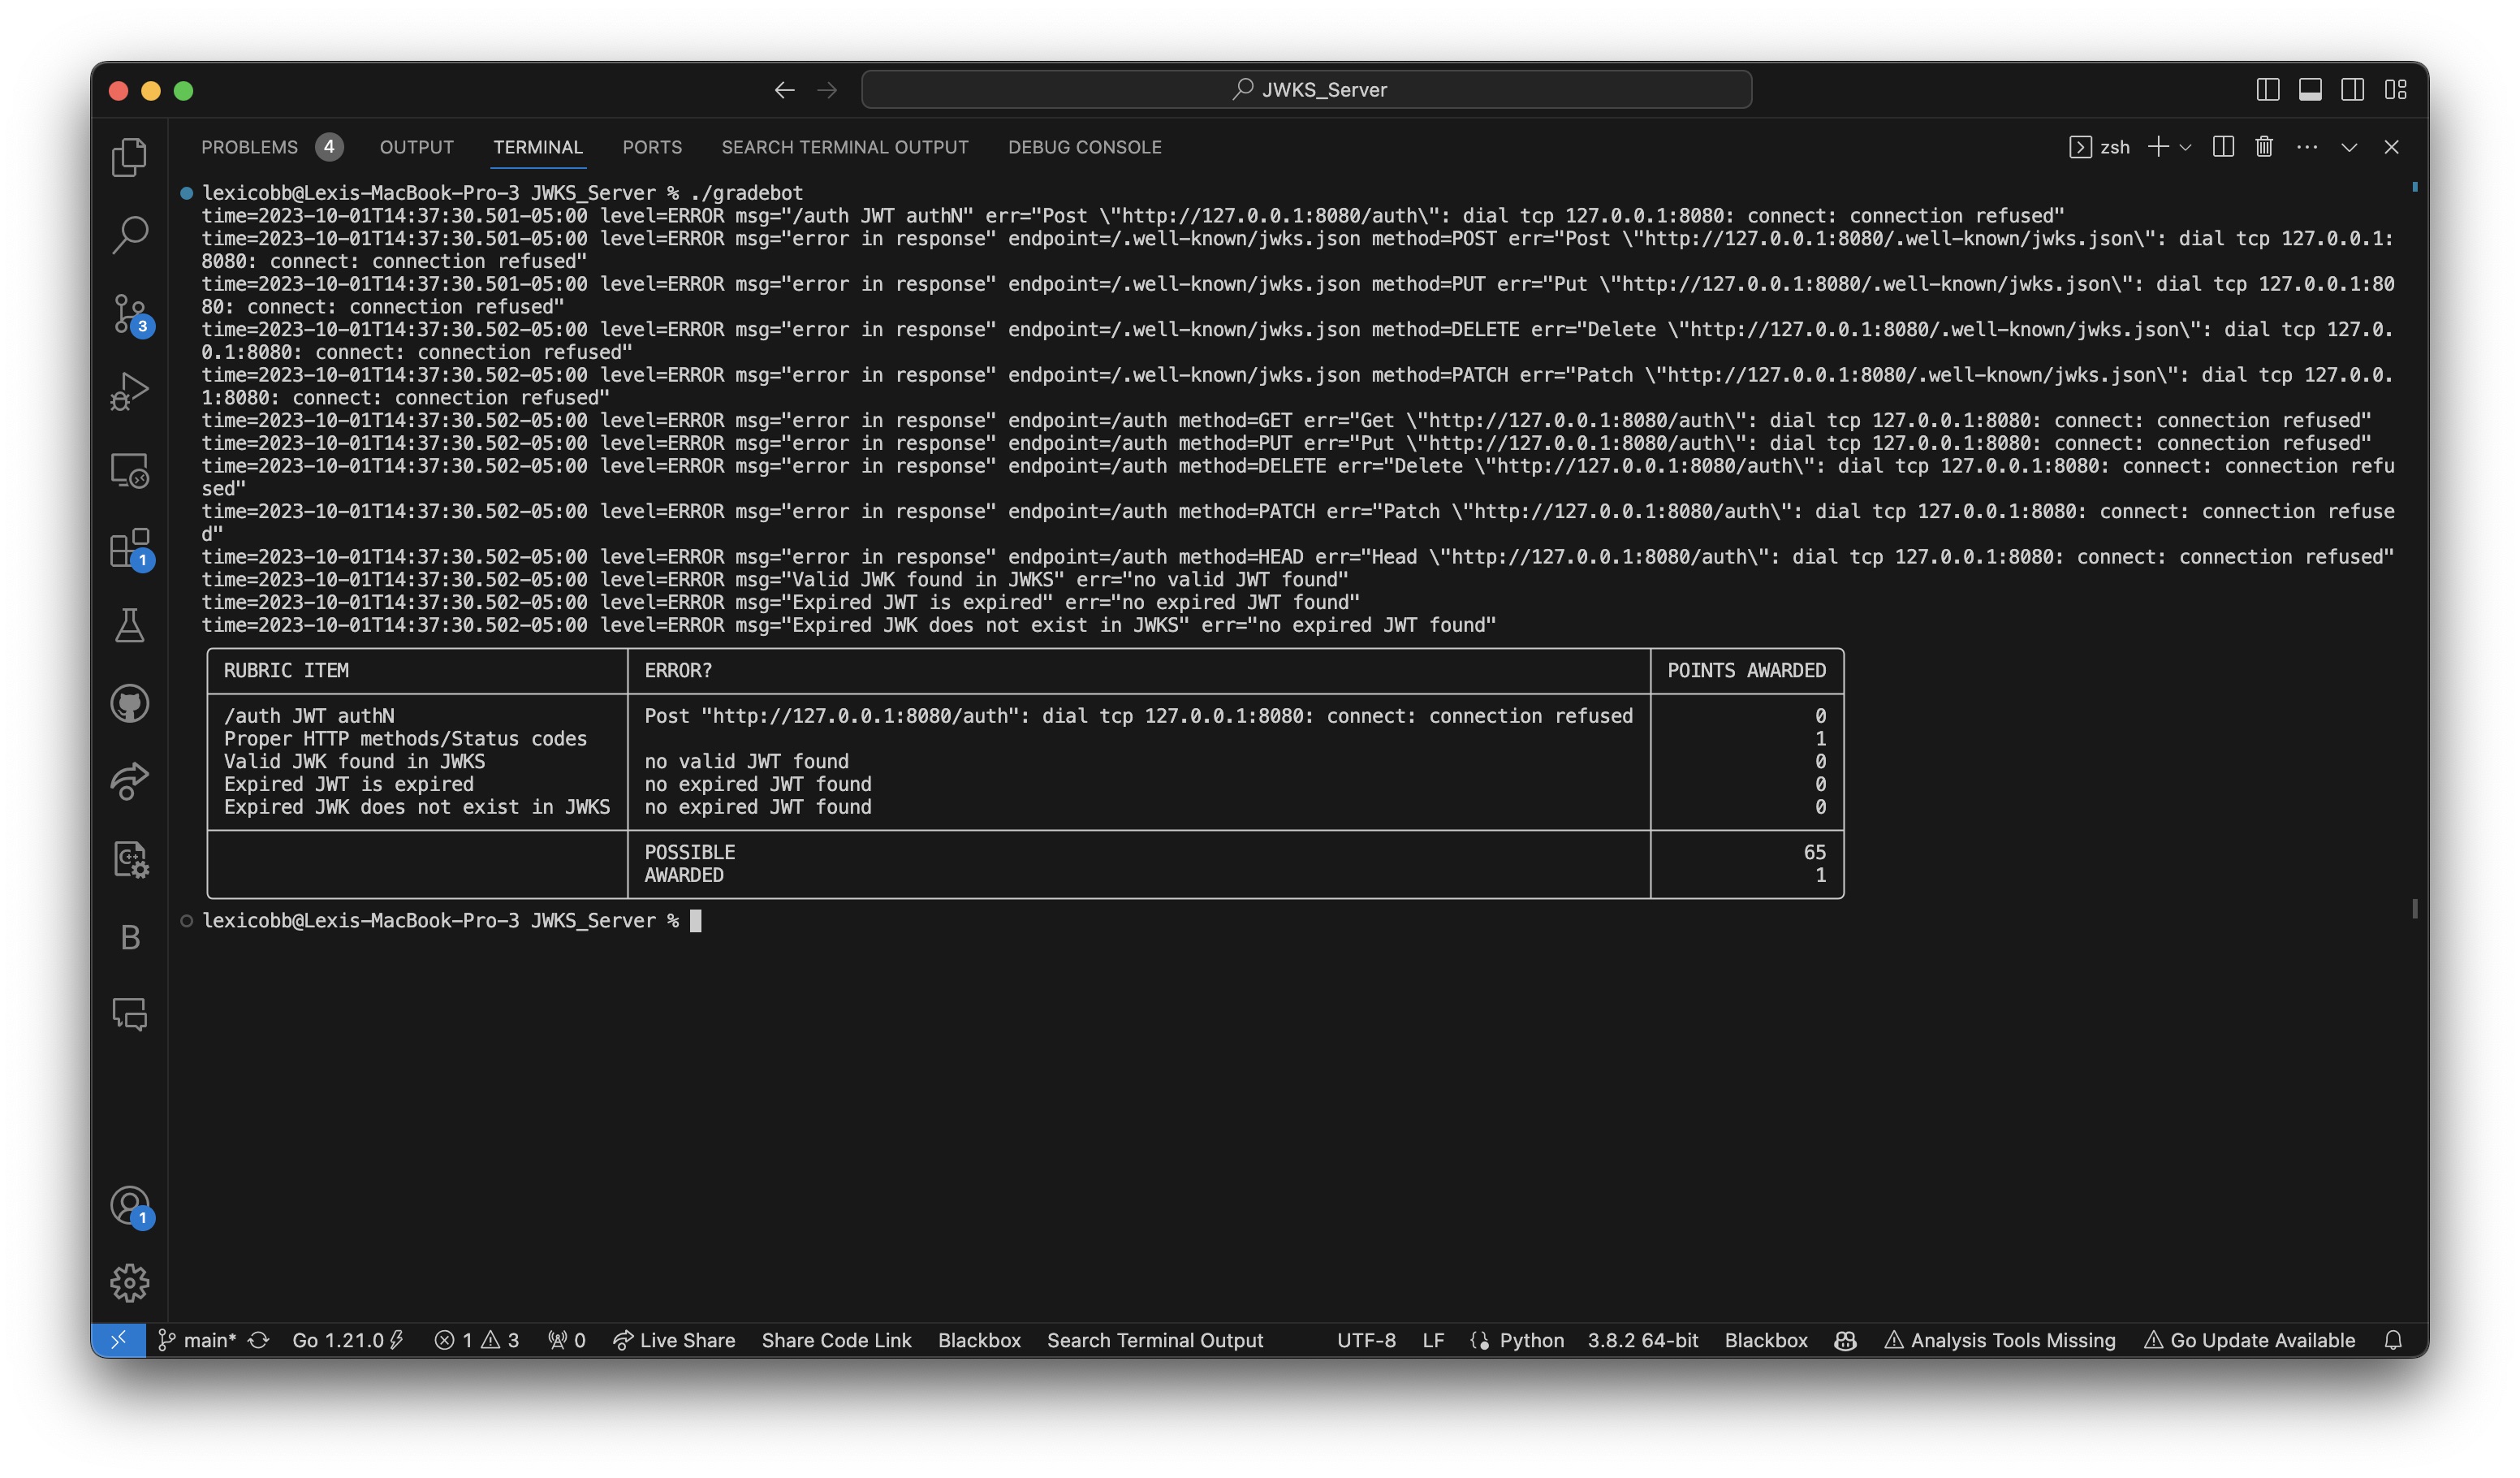 JWKS_Server
PROBLEMS 4 OUTPUT TERMINAL PORTS SEARCH TERMINAL OUTPUT DEBUG CONSOLE zsh
lexicobb@Lexis-MacBook-Pro-3 JWKS_Server % ./gradebot
time=2023-10-01T14:37:30.501-05:00 level=ERROR msg="/auth JWT authN" err="Post \"http://127.0.0.1:8080/auth\": dial tcp 127.0.0.1:8080: connect: connection refused"
time=2023-10-01T14:37:30.501-05:00 level=ERROR msg="error in response" endpoint=/.well-known/jwks.json method=POST err="Post \"http://127.0.0.1:8080/.well-known/jwks.json\": dial tcp 127.0.0.1:
8080: connect: connection refused"
time=2023-10-01T14:37:30.501-05:00 level=ERROR msg="error in response" endpoint=/.well-known/jwks.json method=PUT err="Put \"http://127.0.0.1:8080/.well-known/jwks.json\": dial tcp 127.0.0.1:80
80: connect: connection refused"
time=2023-10-01T14:37:30.502-05:00 level=ERROR msg="error in response" endpoint=/.well-known/jwks.json method=DELETE err="Delete \"http://127.0.0.1:8080/.well-known/jwks.json\": dial tcp 127.0.
0.1:8080: connect: connection refused"
time=2023-10-01T14:37:30.502-05:00 level=ERROR msg="error in response" endpoint=/.well-known/jwks.json method=PATCH err="Patch \"http://127.0.0.1:8080/.well-known/jwks.json\": dial tcp 127.0.0.
1:8080: connect: connection refused"
time=2023-10-01T14:37:30.502-05:00 level=ERROR msg="error in response" endpoint=/auth method=GET err="Get \"http://127.0.0.1:8080/auth\": dial tcp 127.0.0.1:8080: connect: connection refused"
time=2023-10-01T14:37:30.502-05:00 level=ERROR msg="error in response" endpoint=/auth method=PUT err="Put \"http://127.0.0.1:8080/auth\": dial tcp 127.0.0.1:8080: connect: connection refused"
time=2023-10-01T14:37:30.502-05:00 level=ERROR msg="error in response" endpoint=/auth method=DELETE err="Delete \"http://127.0.0.1:8080/auth\": dial tcp 127.0.0.1:8080: connect: connection refu
sed"
time=2023-10-01T14:37:30.502-05:00 level=ERROR msg="error in response" endpoint=/auth method=PATCH err="Patch \"http://127.0.0.1:8080/auth\": dial tcp 127.0.0.1:8080: connect: connection refuse
d"
time=2023-10-01T14:37:30.502-05:00 level=ERROR msg="error in response" endpoint=/auth method=HEAD err="Head \"http://127.0.0.1:8080/auth\": dial tcp 127.0.0.1:8080: connect: connection refused"
time=2023-10-01T14:37:30.502-05:00 level=ERROR msg="Valid JWK found in JWKS" err="no valid JWT found"
time=2023-10-01T14:37:30.502-05:00 level=ERROR msg="Expired JWT is expired" err="no expired JWT found"
time=2023-10-01T14:37:30.502-05:00 level=ERROR msg="Expired JWK does not exist in JWKS" err="no expired JWT found"
RUBRIC ITEM ERROR? POINTS AWARDED
/auth JWT authN Post "http://127.0.0.1:8080/auth": dial tcp 127.0.0.1:8080: connect: connection refused 0
Proper HTTP methods/Status codes 1
Valid JWK found in JWKS no valid JWT found 0
Expired JWT is expired no expired JWT found 0
Expired JWK does not exist in JWKS no expired JWT found 0
POSSIBLE 65
AWARDED 1
lexicobb@Lexis-MacBook-Pro-3 JWKS_Server %
3
1
C++
B
1
main* Go 1.21.0 1 3 0 Live Share Share Code Link Blackbox Search Terminal Output UTF-8 LF Python 3.8.2 64-bit Blackbox Analysis Tools Missing Go Update Available